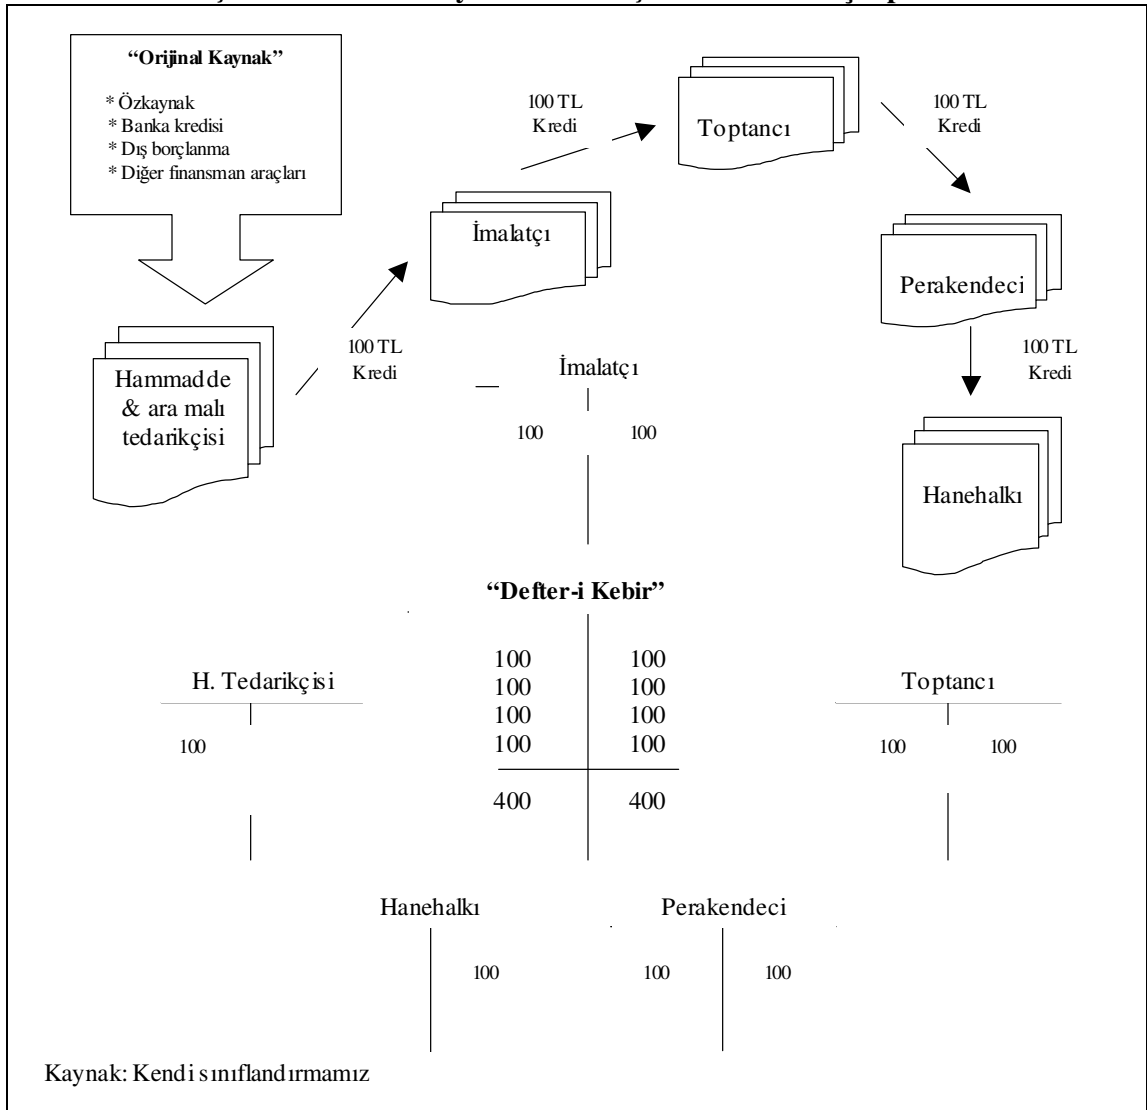 “Orijinal Kaynak”
* Özkaynak
* Banka kredisi
* Dış borçlanma
* Diğer finansman araçları
100 TL
Kredi
Toptancı
100 TL
Kredi
İmalatçı
Perakendeci
100 TL
Kredi
100 TL
Kredi
Hammadde
& ara malı
tedarikçisi
Hanehalkı
İmalatçı
100 100
“Defter-i Kebir”
100 100
100 100
100 100
100 100
400 400
H. Tedarikçisi
100
Toptancı
100 100
Hanehalkı
100
Perakendeci
100 100
Kaynak: Kendi sınıflandırmamız